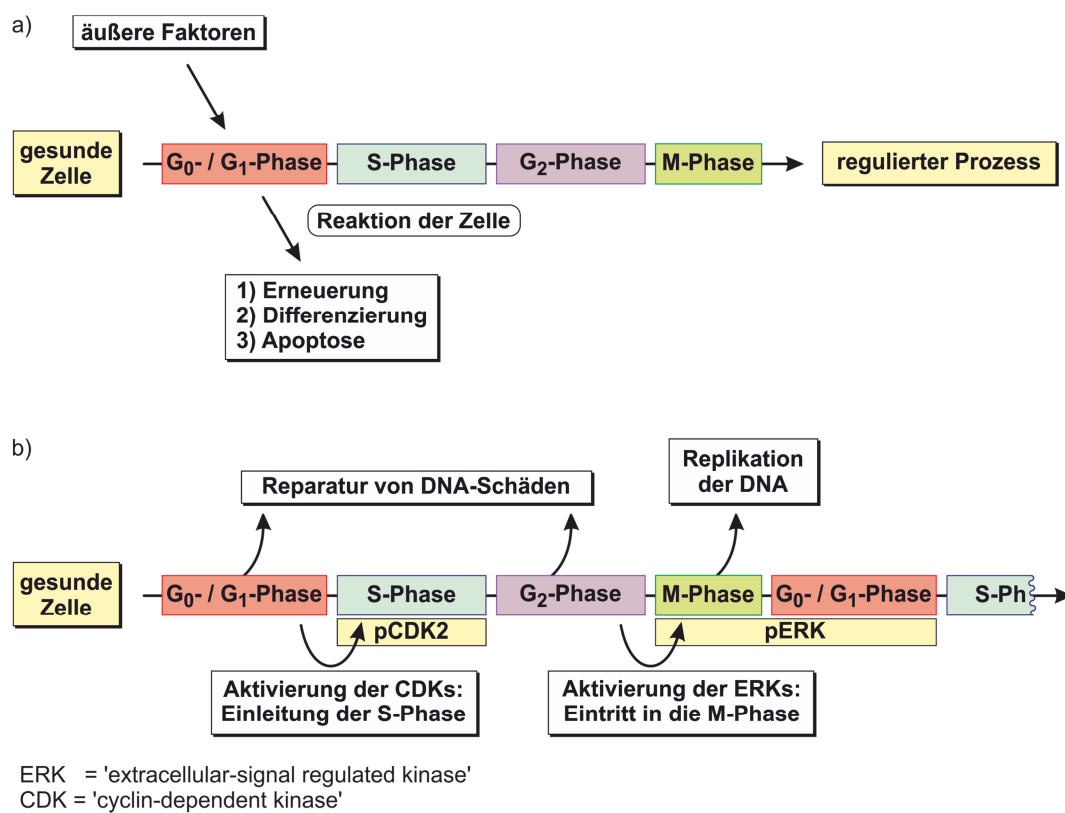 a)
äußere Faktoren
gesunde
Zelle
G0- / G1-Phase
S-Phase
G2-Phase
M-Phase
regulierter Prozess
Reaktion der Zelle
1) Erneuerung
2) Differenzierung
3) Apoptose
b)
Reparatur von DNA-Schäden
Replikation
der DNA
gesunde
Zelle
G0- / G1-Phase
S-Phase
G2-Phase
M-Phase
G0- / G1-Phase
S-Ph
pCDK2
pERK
Aktivierung der CDKs:
Einleitung der S-Phase
Aktivierung der ERKs:
Eintritt in die M-Phase
ERK = 'extracellular-signal regulated kinase'
CDK = 'cyclin-dependent kinase'